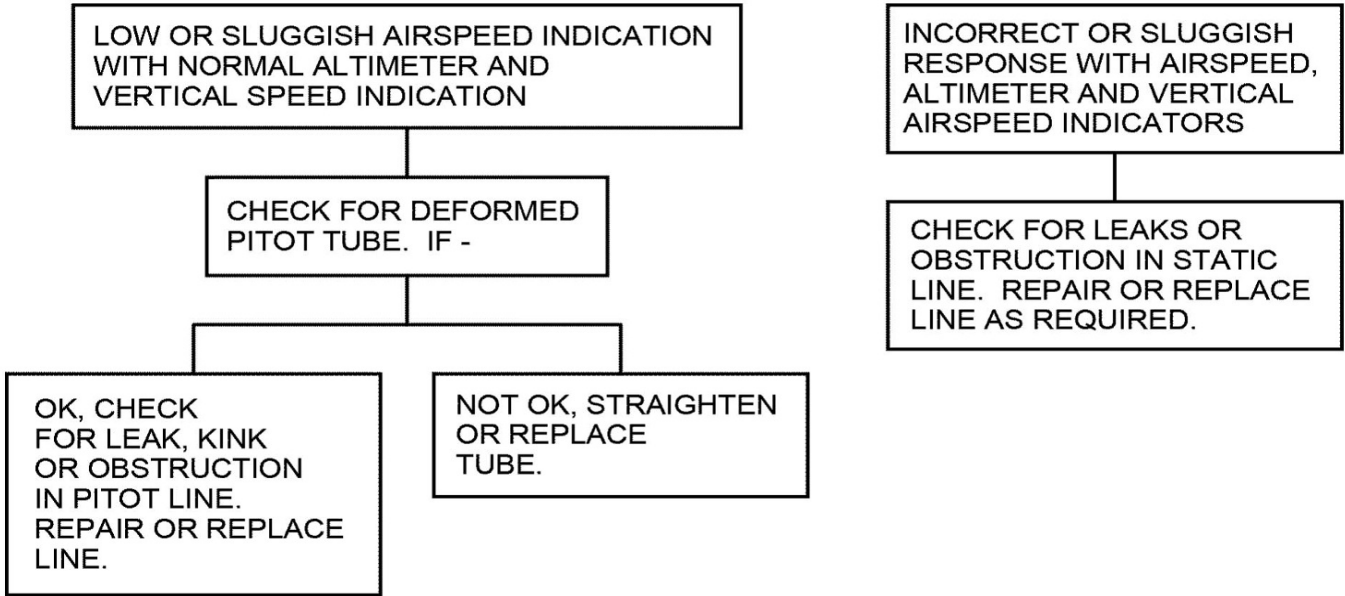 LOW OR SLUGGISH AIRSPEED INDICATION
WITH NORMAL ALTIMETER AND
VERTICAL SPEED INDICATION
CHECK FOR DEFORMED
PITOT TUBE.  IF -
OK, CHECK
FOR LEAK, KINK
OR OBSTRUCTION
IN PITOT LINE.
REPAIR OR REPLACE
LINE.
NOT OK, STRAIGHTEN
OR REPLACE
TUBE.
INCORRECT OR SLUGGISH
RESPONSE WITH AIRSPEED,
ALTIMETER AND VERTICAL
AIRSPEED INDICATORS
CHECK FOR LEAKS OR
OBSTRUCTION IN STATIC
LINE.  REPAIR OR REPLACE
LINE AS REQUIRED.